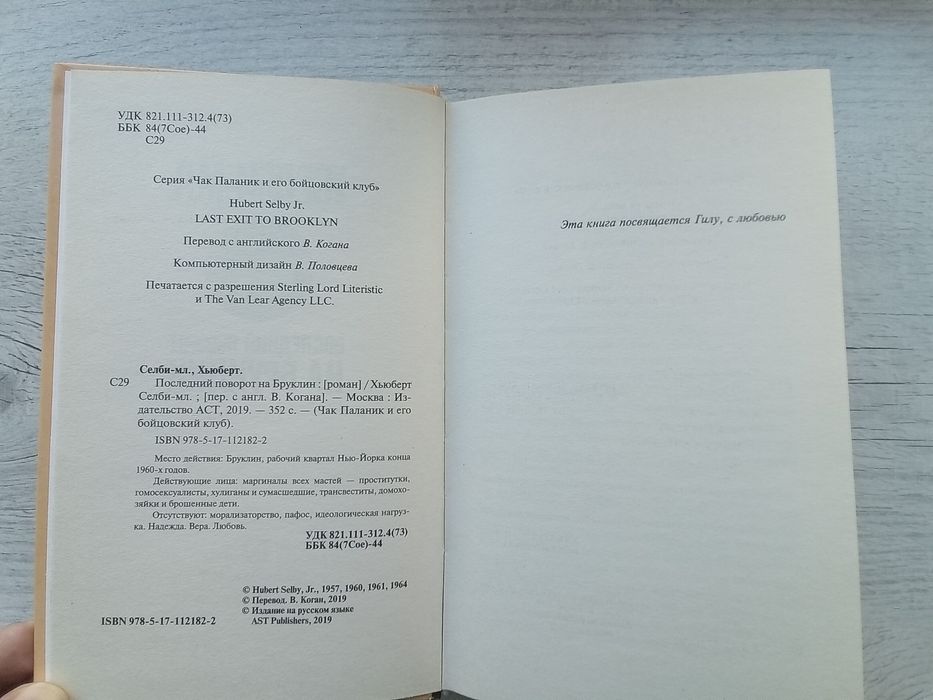 УДК 821.111-312.4(73)
ББК 84(7Сое)-44
С29
Серия «Чак Паланик и его бойцовский клуб»
Hubert Selby Jr.
LAST EXIT TO BROOKLYN
Перевод с английского В. Когана
Компьютерный дизайн В. Половцева
Печатается с разрешения Sterling Lord Literistic
и The Van Lear Agency LLC.
Селби-мл., Хьюберт.
С29 Последний поворот на Бруклин : [роман] / Хьюберт
Селби-мл. ; [пер. с англ. В. Когана]. — Москва : Из-
дательство АСТ, 2019. — 352 с. — (Чак Паланик и его
бойцовский клуб).
ISBN 978-5-17-112182-2
Место действия: Бруклин, рабочий квартал Нью-Йорка конца
1960-х годов.
Действующие лица: маргиналы всех мастей — проститутки,
гомосексуалисты, хулиганы и сумасшедшие, трансвеститы, домохо-
зяйки и брошенные дети.
Отсутствуют: морализаторство, пафос, идеологическая нагруз-
ка. Надежда. Вера. Любовь.
УДК 821.111-312.4(73)
ББК 84(7Сое)-44
© Hubert Selby, Jr., 1957, 1960, 1961, 1964
© Перевод. В. Коган, 2019
© Издание на русском языке
ISBN 978-5-17-112182-2 AST Publishers, 2019
Эта книга посвящается Гилу, с любовью